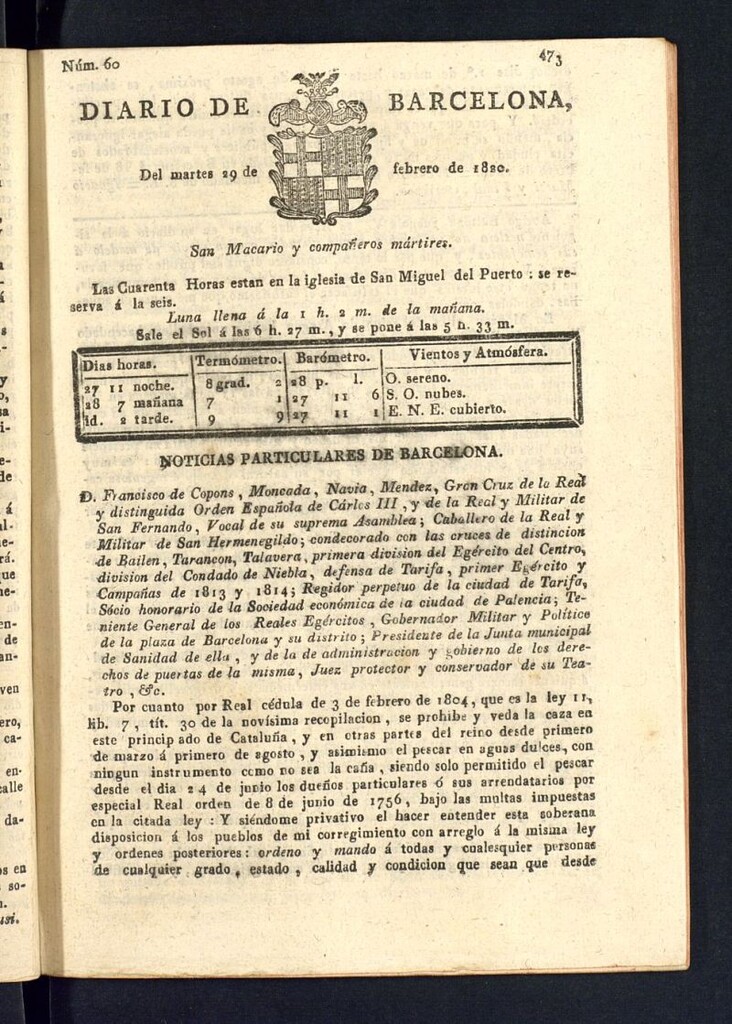 Núm. 60
473
DIARIO DE BARCELONA,
Del martes 29 de febrero de 1820.
San Macario y compañeros mártires.
Las Cuarenta Horas estan en la iglesia de San Miguel del Puerto : se re-
serva á la seis.
Luna llena á la 1 h. 2 m. de la mañana.
Sale el Sol á las 6 h. 27 m., y se pone á las 5 h. 33 m.
Dias horas. Termómetro. Barómetro. Vientos y Atmósfera.
27 11 noche. 8 grad. 2 28 p. 1. O. sereno.
28 7 mañana 7 1 27 11 6 S. O. nubes.
id. 2 tarde. 9 9 27 11 1 E. N. E. cubierto.
NOTICIAS PARTICULARES DE BARCELONA.
D. Francisco de Copons, Moncada, Navia, Mendez, Gran Cruz de la Real
y distinguida Orden Española de Cárlos III, y de la Real y Militar de
San Fernando, Vocal de su suprema Asamblea; Caballero de la Real y
Militar de San Hermenegildo; condecorado con las cruces de distincion
de Bailen, Tarancon, Talavera, primera division del Egército del Centro,
division del Condado de Niebla, defensa de Tarifa, primer Egército y
Campañas de 1813 y 1814; Regidor perpetuo de la ciudad de Tarifa,
Sócio honorario de la Sociedad económica de la ciudad de Palencia; Te-
niente General de los Reales Egércitos, Gobernador Militar y Político
de la plaza de Barcelona y su distrito; Presidente de la Junta municipal
de Sanidad de ella, y de la de administracion y gobierno de los dere-
chos de puertas de la misma, Juez protector y conservador de su Tea-
tro, &c.
Por cuanto por Real cédula de 3 de febrero de 1804, que es la ley 11,
lib. 7, tít. 30 de la novísima recopilacion, se prohibe y veda la caza en
este principado de Cataluña, y en otras partes del reino desde primero
de marzo á primero de agosto, y asimismo el pescar en aguas dulces, con
ningun instrumento como no sea la caña, siendo solo permitido el pescar
desde el dia 24 de junio los dueños particulares ó sus arrendatarios por
especial Real orden de 8 de junio de 1756, bajo las multas impuestas
en la citada ley : Y siéndome privativo el hacer entender esta soberana
disposicion á los pueblos de mi corregimiento con arreglo á la misma ley
y ordenes posteriores: ordeno y mando á todas y cualesquier personas
de cualquier grado, estado, calidad y condicion que sean que desde